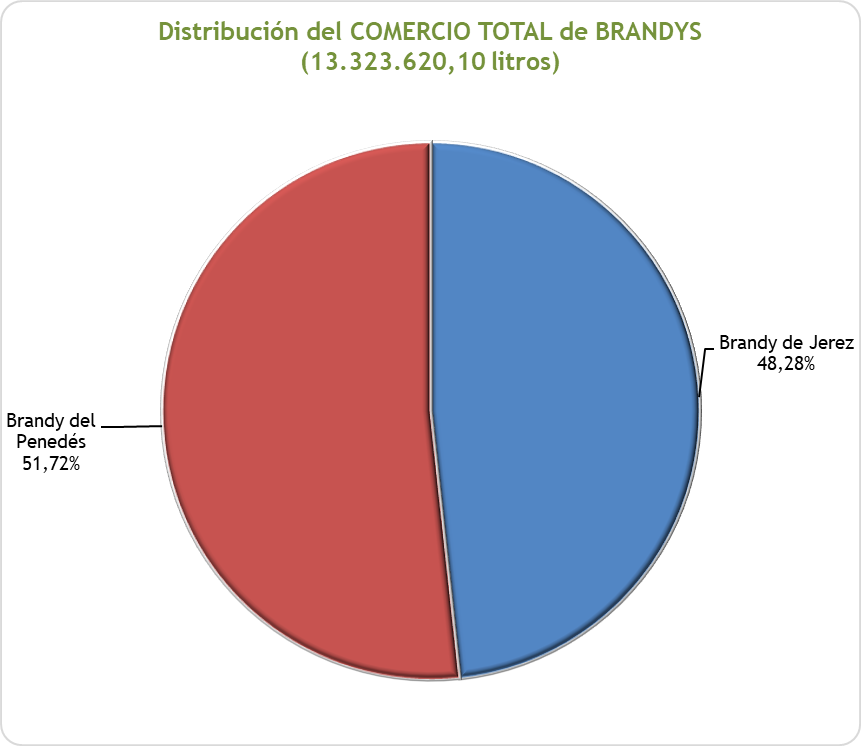 Distribución del COMERCIO TOTAL de BRANDYS
(13.323.620,10 litros)
Brandy de Jerez
48,28%
Brandy del
Penedés
51,72%